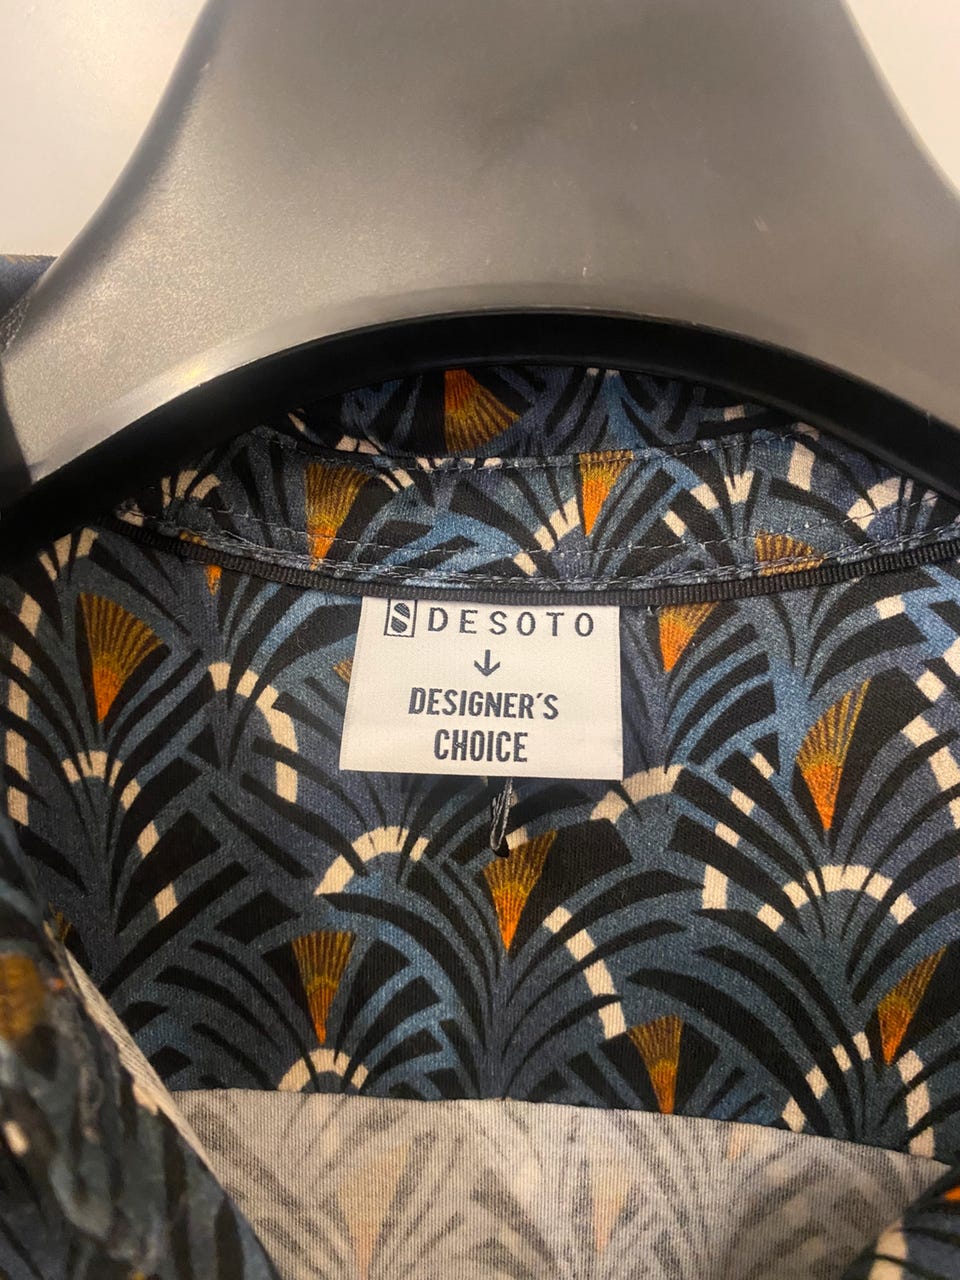 S DESOTO
↓
DESIGNER´S
CHOICE